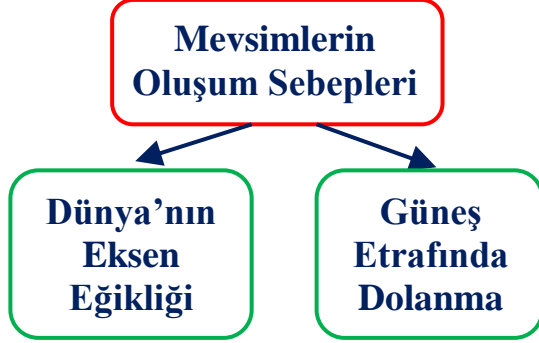 Mevsimlerin
Oluşum Sebepleri
Dünya’nın
Eksen
Eğikliği
Güneş
Etrafında
Dolanma